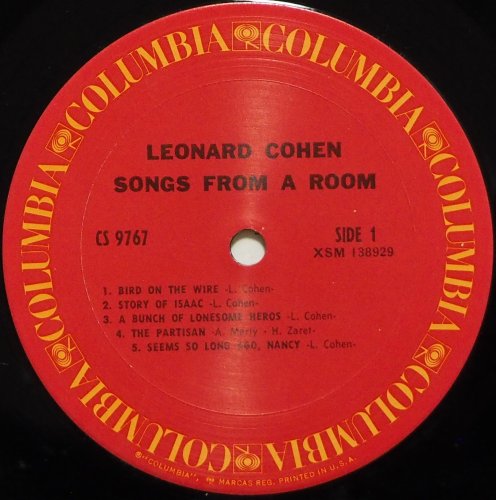 COLUMBIA COLUMBIA COLUMBIA COLUMBIA COLUMBIA COLUMBIA
LEONARD COHEN
SONGS FROM A ROOM
CS 9767
SIDE 1
XSM 138929
1. BIRD ON THE WIRE -L. Cohen-
2. STORY OF ISAAC -L. Cohen-
3. A BUNCH OF LONESOME HEROS -L. Cohen-
4. THE PARTISAN -A. Marly - H. Zaret-
5. SEEMS SO LONG AGO, NANCY -L. Cohen-
"COLUMBIA", MARCAS REG. PRINTED IN U.S.A.